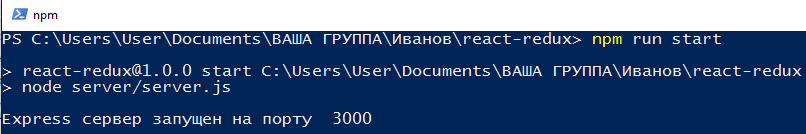 npm
PS C:\Users\User\Documents\ВАША ГРУППА\Иванов\react-redux> npm run start
> react-redux@1.0.0 start C:\Users\User\Documents\ВАША ГРУППА\Иванов\react-redux
> node server/server.js
Express сервер запущен на порту  3000